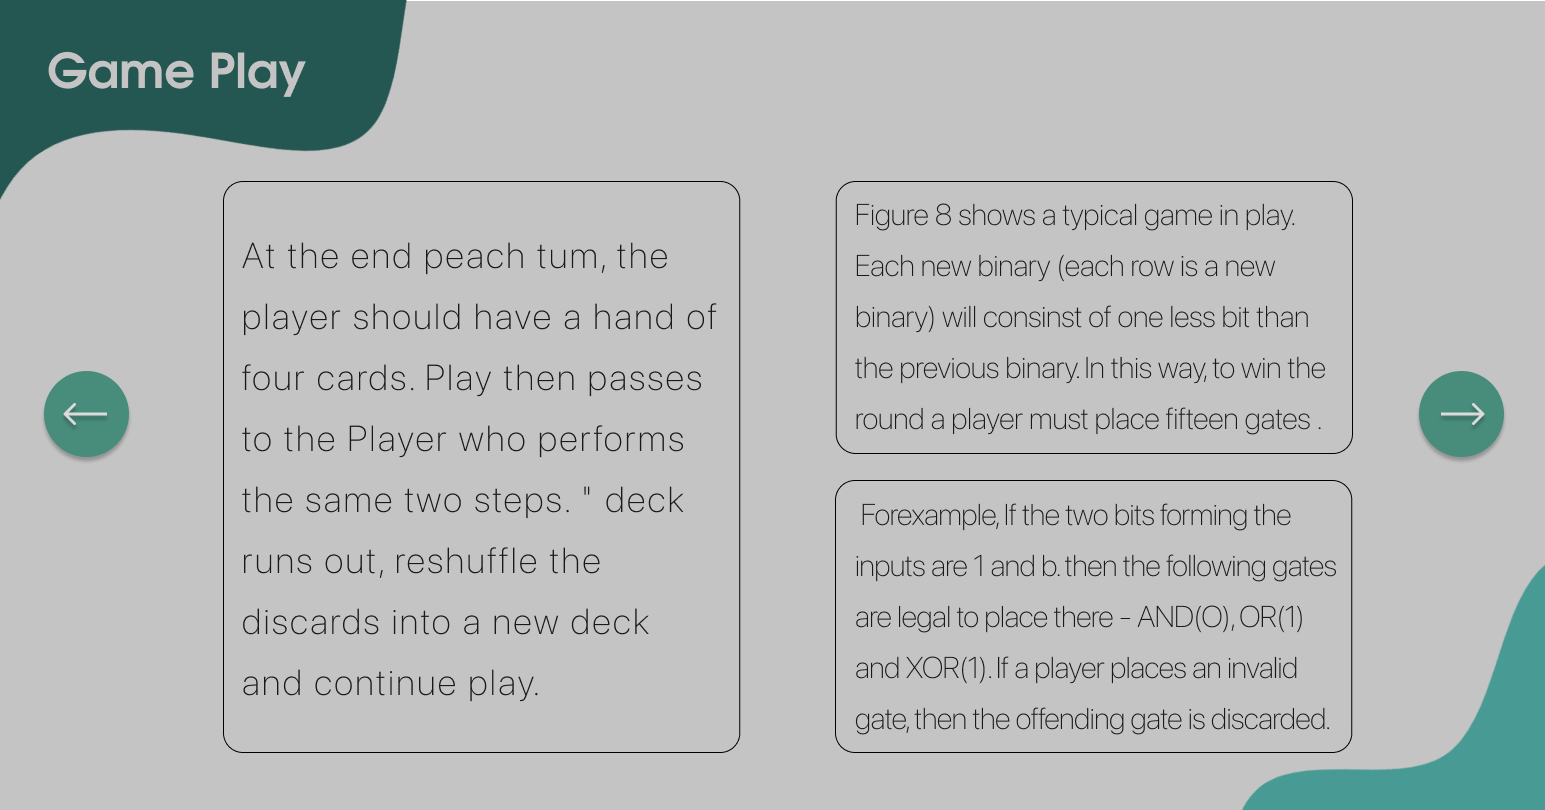 Game Play
At the end peach tum, the
player should have a hand of
four cards. Play then passes
to the Player who performs
the same two steps. " deck
runs out, reshuffle the
discards into a new deck
and continue play.
Figure 8 shows a typical game in play.
Each new binary (each row is a new
binary) will consinst of one less bit than
the previous binary. In this way, to win the
round a player must place fifteen gates .
Forexample, If the two bits forming the
inputs are 1 and b. then the following gates
are legal to place there - AND(O), OR(1)
and XOR(1). If a player places an invalid
gate, then the offending gate is discarded.